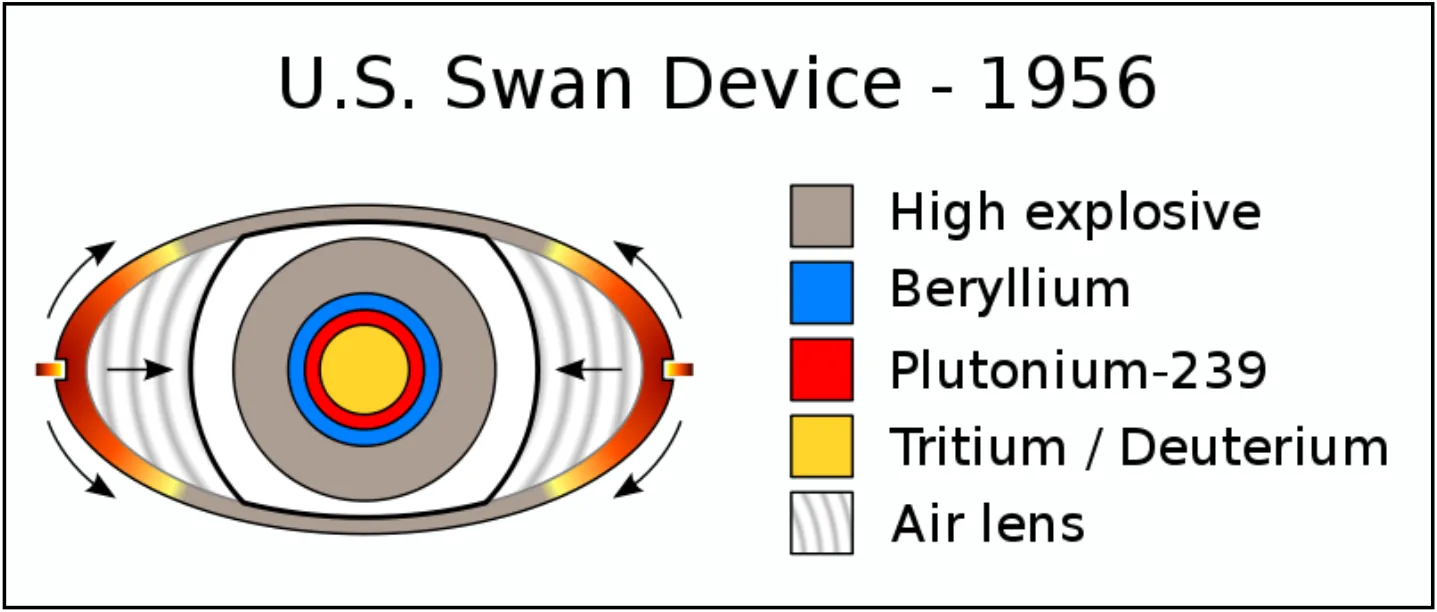 U.S. Swan Device - 1956
High explosive
Beryllium
Plutonium-239
Tritium / Deuterium
Air lens